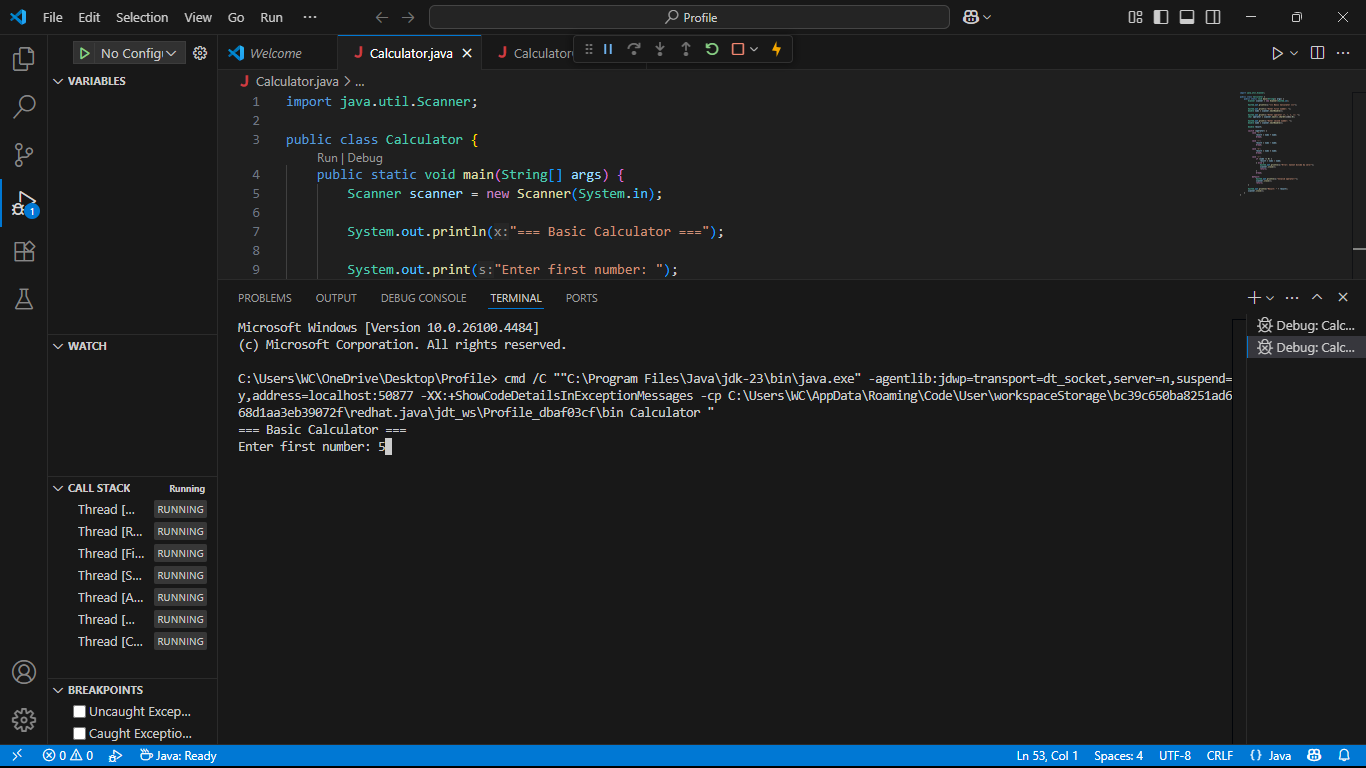 File Edit Selection View Go Run ···
Profile
No Config
Welcome
Calculator.java
Calculator
VARIABLES
Calculator.java > ...
1 import java.util.Scanner;
2
3 public class Calculator {
Run | Debug
4 public static void main(String[] args) {
5 Scanner scanner = new Scanner(System.in);
6
7 System.out.println(x:"=== Basic Calculator ===");
8
9 System.out.print(s:"Enter first number: ");
PROBLEMS OUTPUT DEBUG CONSOLE TERMINAL PORTS
Microsoft Windows [Version 10.0.26100.4484]
(c) Microsoft Corporation. All rights reserved.
C:\Users\WC\OneDrive\Desktop\Profile> cmd /C ""C:\Program Files\Java\jdk-23\bin\java.exe" -agentlib:jdwp=transport=dt_socket,server=n,suspend=
y,address=localhost:50877 -XX:+ShowCodeDetailsInExceptionMessages -cp C:\Users\WC\AppData\Roaming\Code\User\workspaceStorage\bc39c650ba8251ad6
68d1aa3eb39072f\redhat.java\jdt_ws\Profile_dbaf03cf\bin Calculator "
=== Basic Calculator ===
Enter first number: 5
Debug: Calc...
Debug: Calc...
1
WATCH
CALL STACK Running
Thread [... RUNNING
Thread [R... RUNNING
Thread [Fi... RUNNING
Thread [S... RUNNING
Thread [A... RUNNING
Thread [... RUNNING
Thread [C... RUNNING
BREAKPOINTS
Uncaught Excep...
Caught Exceptio...
0 0 Java: Ready
Ln 53, Col 1 Spaces: 4 UTF-8 CRLF {} Java